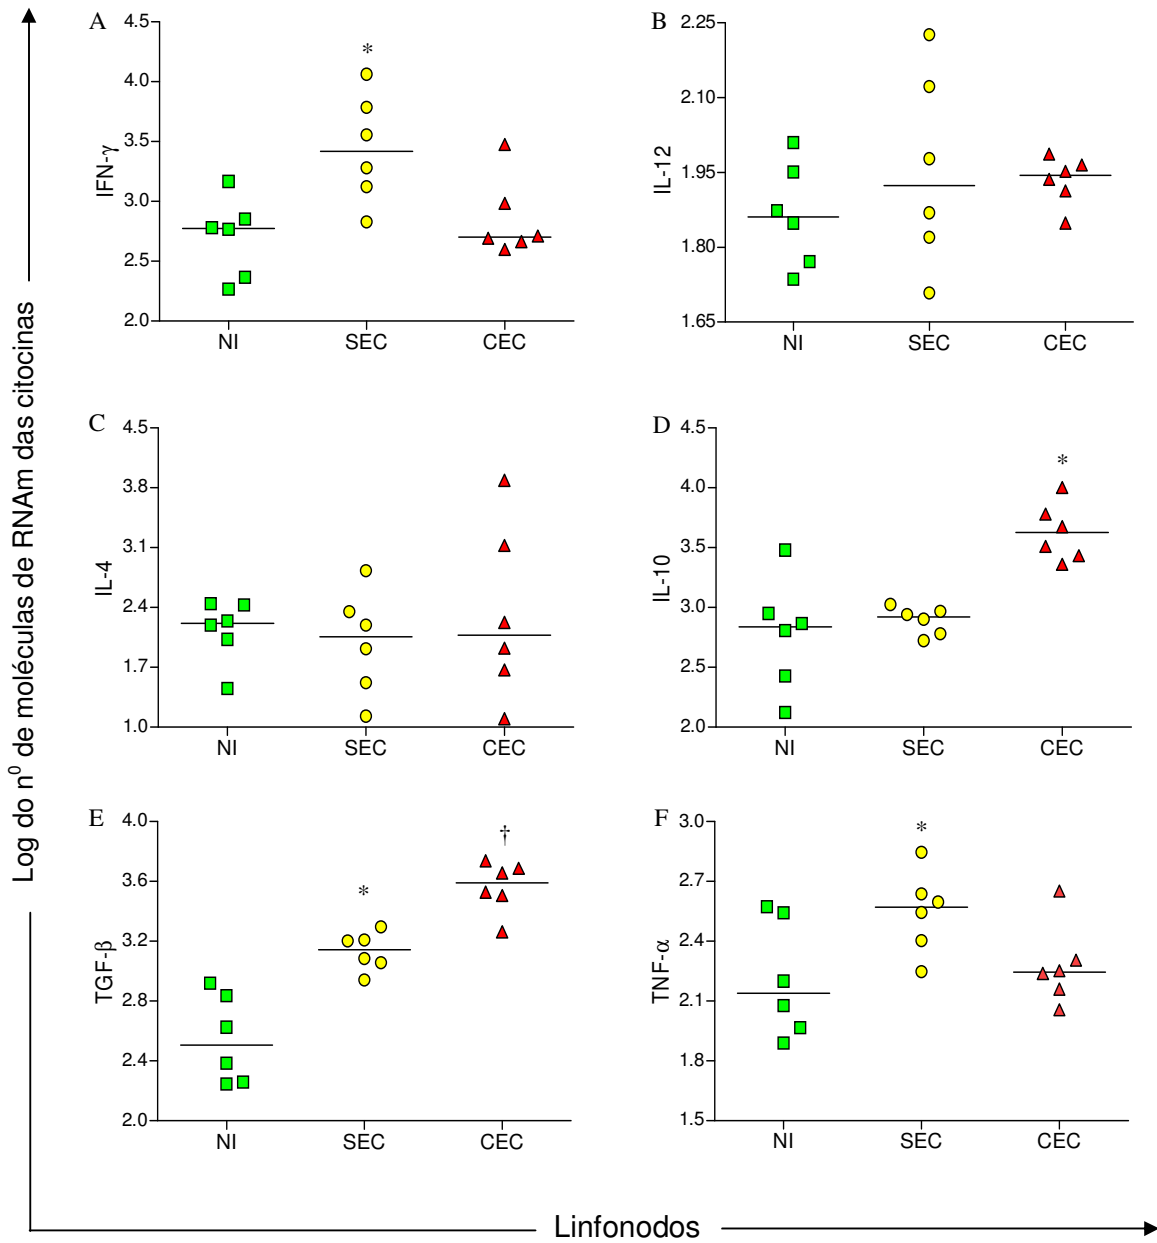 Log do nº de moléculas de RNAm das citocinas
A
IFN-γ
4.5
*
4.0
3.5
3.0
2.5
2.0
NI SEC CEC
B
IL-12
2.25
2.10
1.95
1.80
1.65
NI SEC CEC
C
IL-4
4.5
3.8
3.1
2.4
1.7
1.0
NI SEC CEC
D
IL-10
4.5
*
4.0
3.5
3.0
2.5
2.0
NI SEC CEC
E
TGF-β
4.0
†
3.6
*
3.2
2.8
2.4
2.0
NI SEC CEC
F
TNF-α
3.0
*
2.7
2.4
2.1
1.8
1.5
NI SEC CEC
Linfonodos